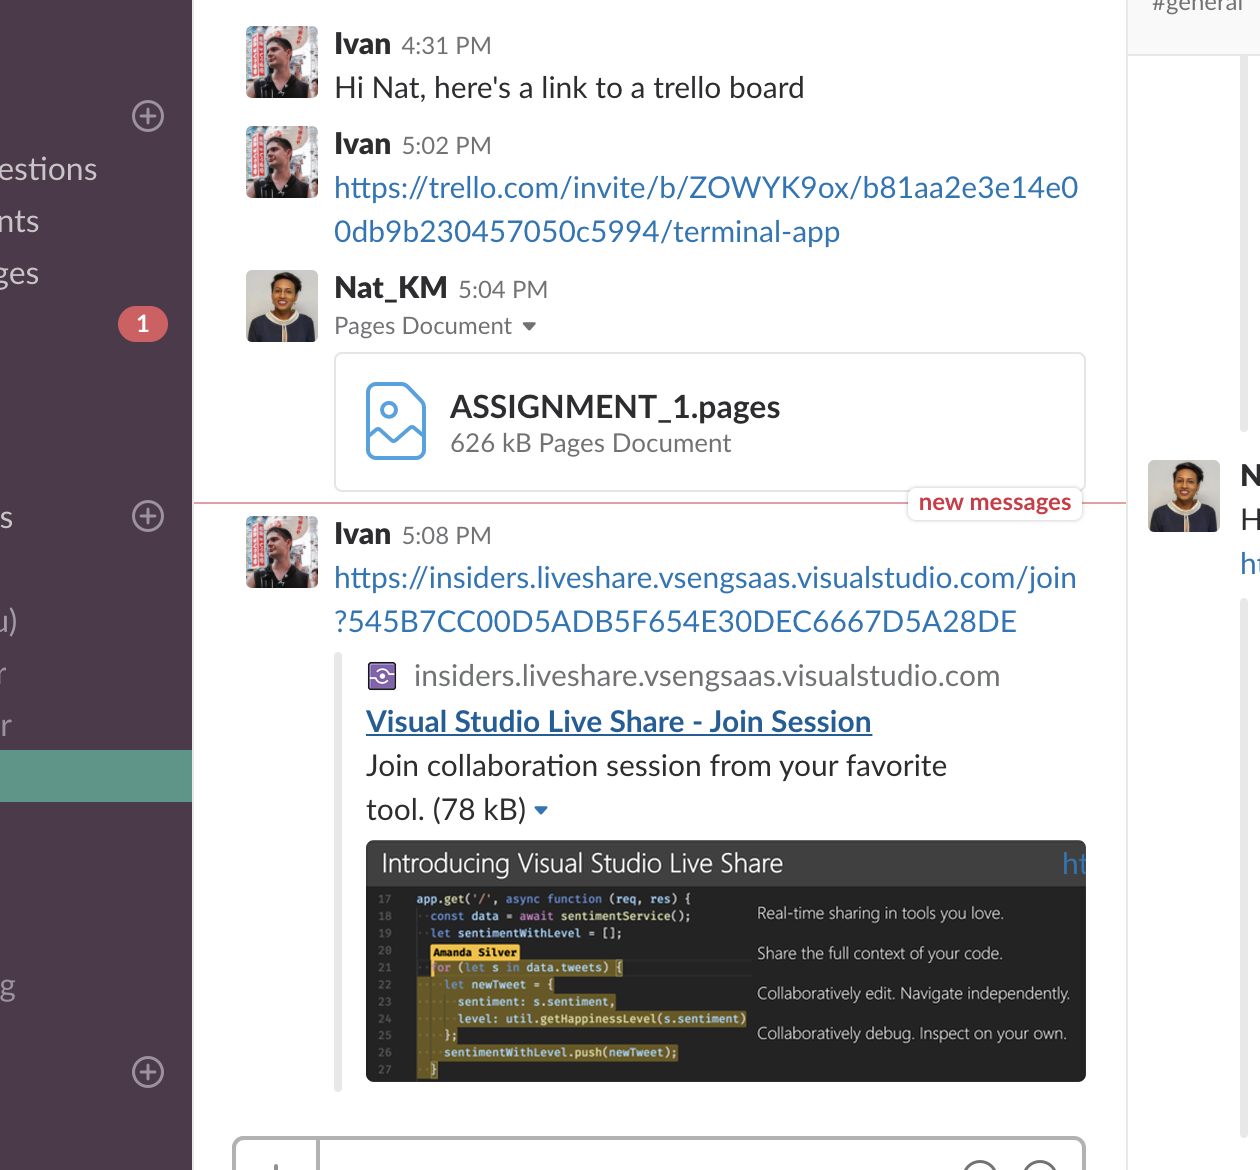 #general
estions
nts
ges
1
s
u)
r
r
g
Ivan 4:31 PM
Hi Nat, here's a link to a trello board
Ivan 5:02 PM
https://trello.com/invite/b/ZOWYK9ox/b81aa2e3e14e0
0db9b230457050c5994/terminal-app
Nat_KM 5:04 PM
Pages Document
ASSIGNMENT_1.pages
626 kB Pages Document
new messages
Ivan 5:08 PM
https://insiders.liveshare.vsengsaas.visualstudio.com/join
?545B7CC00D5ADB5F654E30DEC6667D5A28DE
insiders.liveshare.vsengsaas.visualstudio.com
Visual Studio Live Share - Join Session
Join collaboration session from your favorite
tool. (78 kB)
Introducing Visual Studio Live Share ht
17 app.get('/', async function (req, res) {
18 const data = await sentimentService();
19 let sentimentWithLevel = [];
20 Amanda Silver
21 for (let s in data.tweets) {
22 let newTweet = {
23 sentiment: s.sentiment,
24 level: util.getHappinessLevel(s.sentiment)
25 };
26 sentimentWithLevel.push(newTweet);
27 }
Real-time sharing in tools you love.
Share the full context of your code.
Collaboratively edit. Navigate independently.
Collaboratively debug. Inspect on your own.
N
H
ht